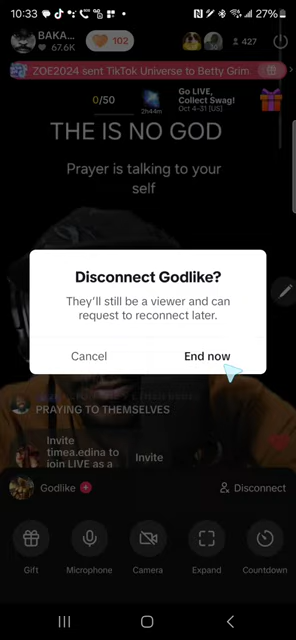 10:33
27%
BAKA...
67.6K
102
427
ZOE2024 sent TikTok Universe to Betty Grim
0/50
2h44m
Go LIVE,
Collect Swag!
Oct 4-31 [US]
THE IS NO GOD
Prayer is talking to your
self
Disconnect Godlike?
They'll still be a viewer and can
request to reconnect later.
Cancel
End now
PRAYING TO THEMSELVES
Invite
timea.edina to
join LIVE as a
Invite
Godlike
Disconnect
Gift
Microphone
Camera
Expand
Countdown